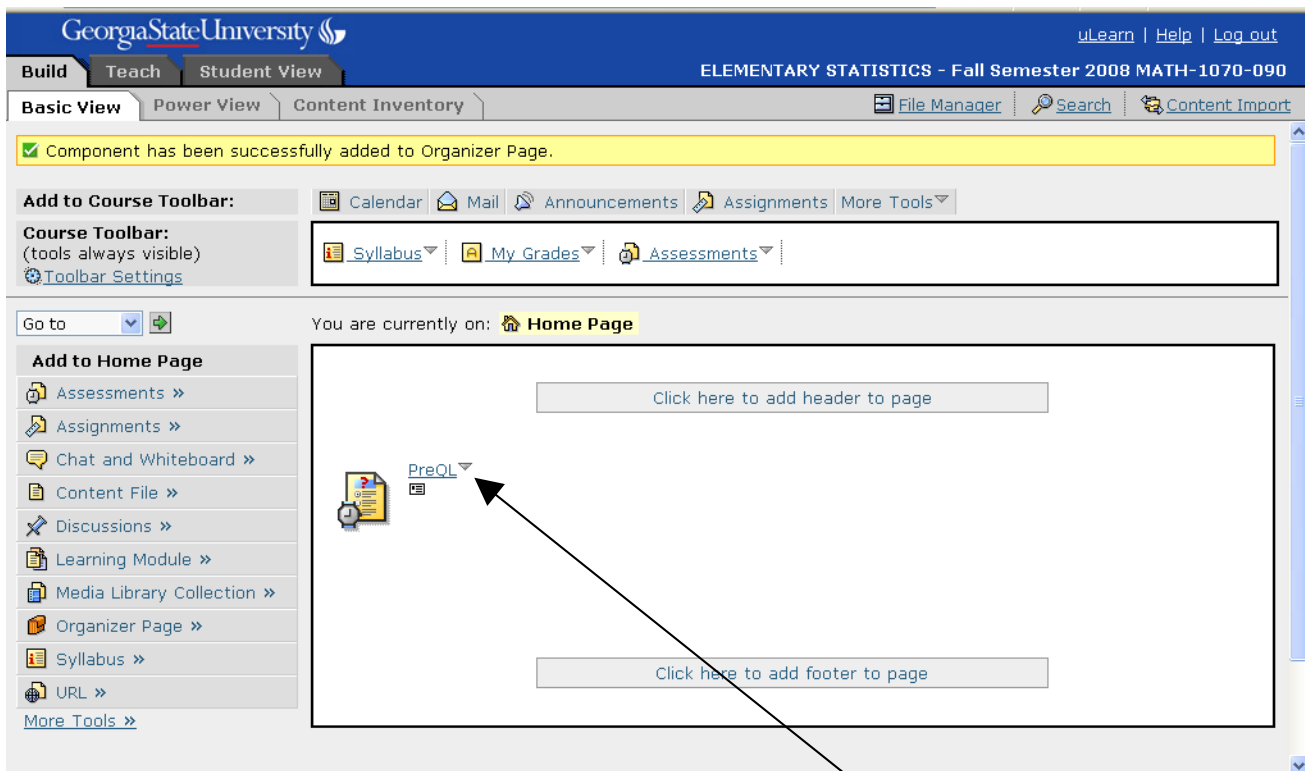 GeorgiaStateUniversity
uLearn | Help | Log out
Build Teach Student View
ELEMENTARY STATISTICS - Fall Semester 2008 MATH-1070-090
Basic View Power View Content Inventory
File Manager Search Content Import
Component has been successfully added to Organizer Page.
Add to Course Toolbar:
Calendar Mail Announcements Assignments More Tools
Course Toolbar:
(tools always visible)
Toolbar Settings
Syllabus My Grades Assessments
Go to
You are currently on: Home Page
Add to Home Page
Assessments »
Assignments »
Chat and Whiteboard »
Content File »
Discussions »
Learning Module »
Media Library Collection »
Organizer Page »
Syllabus »
URL »
More Tools »
Click here to add header to page
PreQL
Click here to add footer to page